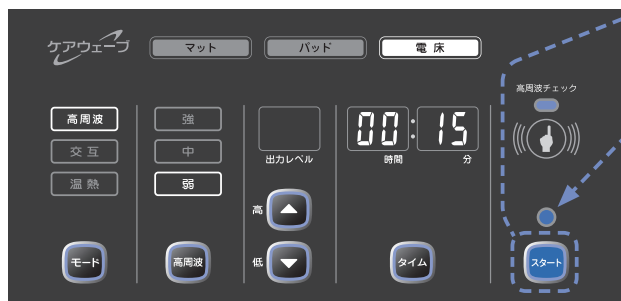 ケアウェーブ
マット
パッド
電床
高周波チェック
高周波
交互
温熱
強
中
弱
出力レベル
00:15
時間
分
高
低
モード
高周波
タイム
スタート